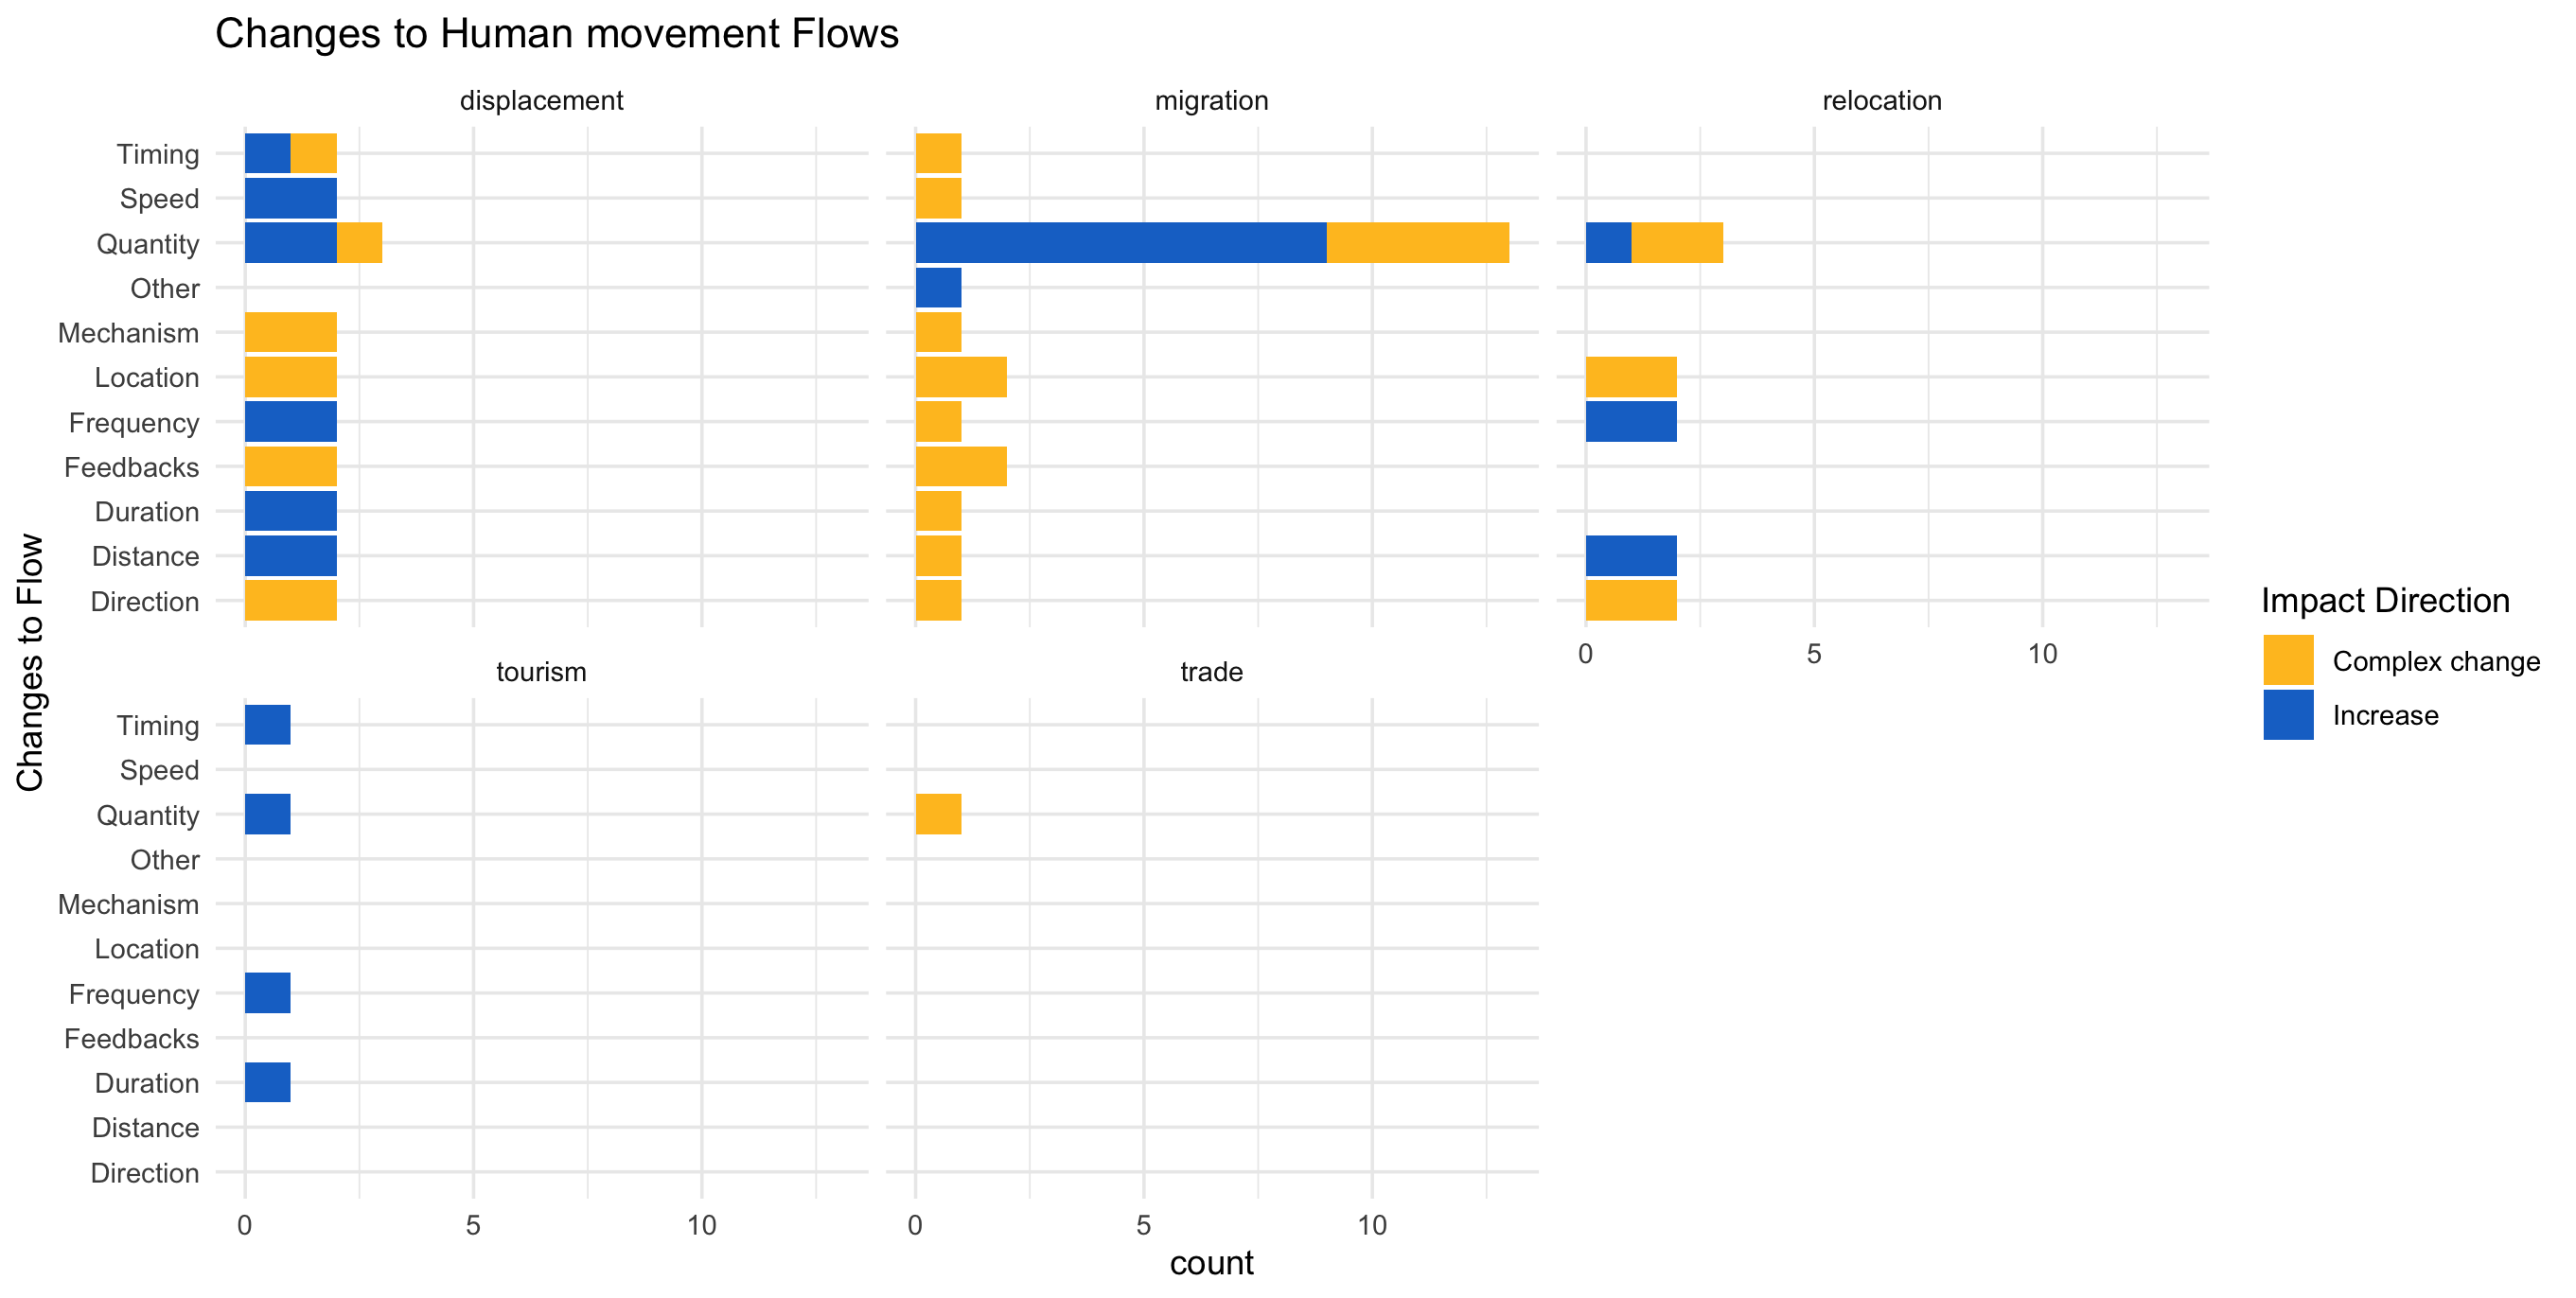 Changes to Human movement Flows
displacement
migration
relocation
Timing
Speed
Quantity
Other
Mechanism
Location
Frequency
Feedbacks
Duration
Distance
Direction
0 5 10
tourism
trade
Timing
Speed
Quantity
Other
Mechanism
Location
Frequency
Feedbacks
Duration
Distance
Direction
0 5 10
0 5 10
count
Changes to Flow
Impact Direction
Complex change
Increase